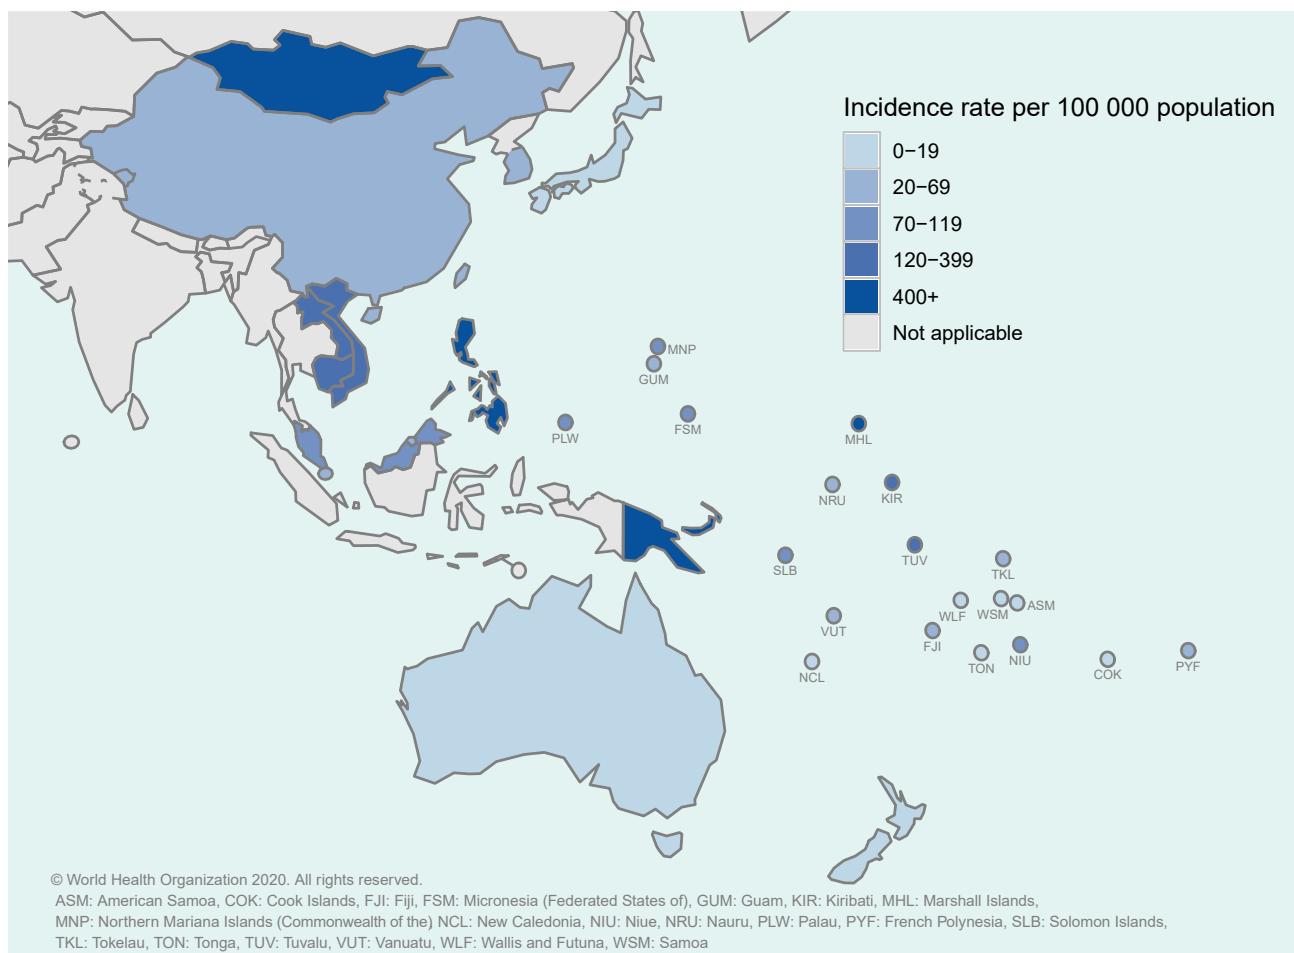 Incidence rate per 100 000 population
0–19
20–69
70–119
120–399
400+
Not applicable
MNP
GUM
PLW
FSM
MHL
NRU
KIR
SLB
TUV
TKL
WLF
WSM
ASM
VUT
FJI
TON
NIU
NCL
COK
PYF
© World Health Organization 2020. All rights reserved.
ASM: American Samoa, COK: Cook Islands, FJI: Fiji, FSM: Micronesia (Federated States of), GUM: Guam, KIR: Kiribati, MHL: Marshall Islands,
MNP: Northern Mariana Islands (Commonwealth of the) NCL: New Caledonia, NIU: Niue, NRU: Nauru, PLW: Palau, PYF: French Polynesia, SLB: Solomon Islands,
TKL: Tokelau, TON: Tonga, TUV: Tuvalu, VUT: Vanuatu, WLF: Wallis and Futuna, WSM: Samoa